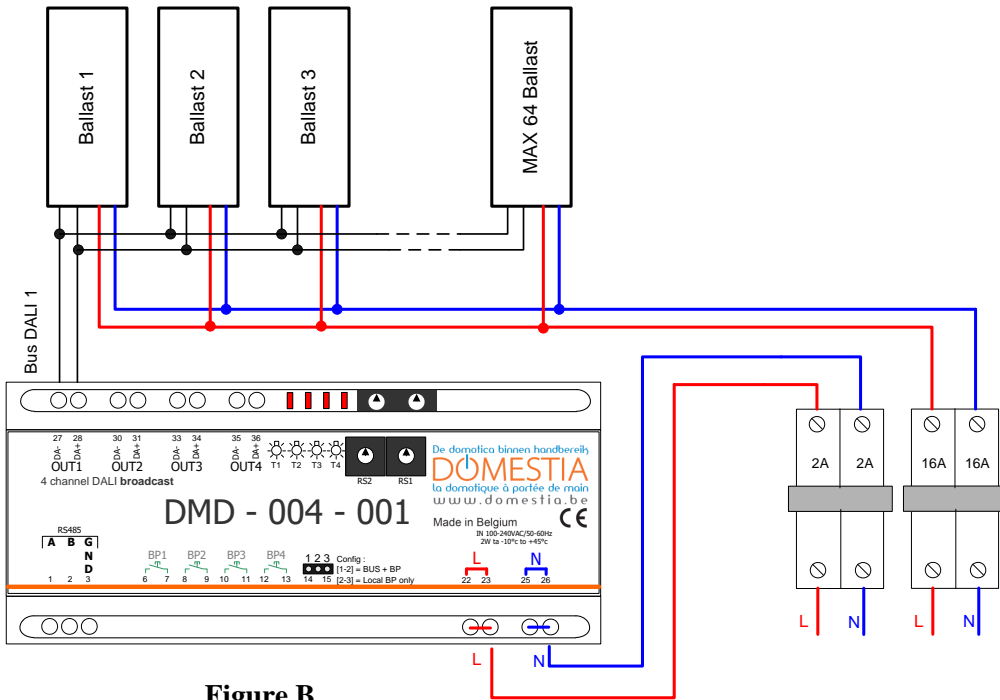 Ballast 1
Ballast 2
Ballast 3
MAX 64 Ballast
Bus DALI 1
27 28 30 31 33 34 35 36
DA- DA+ DA- DA+ DA- DA+ DA- DA+
OUT1 OUT2 OUT3 OUT4 T1 T2 T3 T4
RS2 RS1
4 channel DALI broadcast
De domotica binnen handbereik
DOMESTIA
la domotique à portée de main
www.domestia.be
DMD - 004 - 001
Made in Belgium
CE
IN 100-240VAC/50-60Hz
2W ta -10°c to +45°c
RS485
A B GND
1 2 3
BP1 BP2 BP3 BP4
6 7 8 9 10 11 12 13
1 2 3 Config :
[1-2] = BUS + BP
14 15 [2-3] = Local BP only
L N
22 23 25 26
L N
2A 2A 16A 16A
L N L N
Figure B